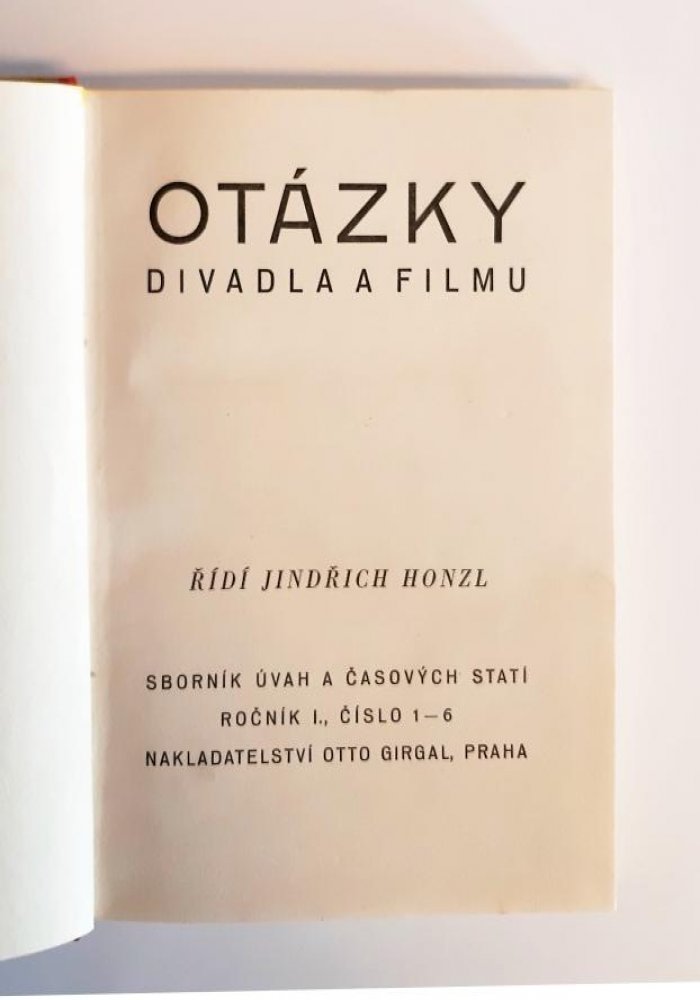 OTÁZKY
DIVADLA A FILMU
ŘÍDÍ JINDŘICH HONZL
SBORNÍK ÚVAH A ČASOVÝCH STATÍ
ROČNÍK I., ČÍSLO 1–6
NAKLADATELSTVÍ OTTO GIRGAL, PRAHA